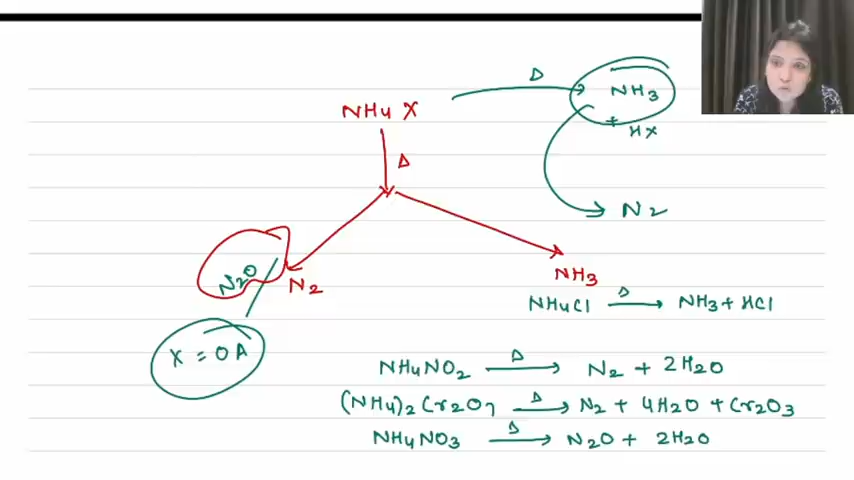 NH4X
Δ
NH3
+ HX
Δ
N2
N2O
N2
NH3
NH4Cl Δ → NH3 + HCl
X = OA
NH4NO2 Δ → N2 + 2H2O
(NH4)2Cr2O7 Δ → N2 + 4H2O + Cr2O3
NH4NO3 Δ → N2O + 2H2O